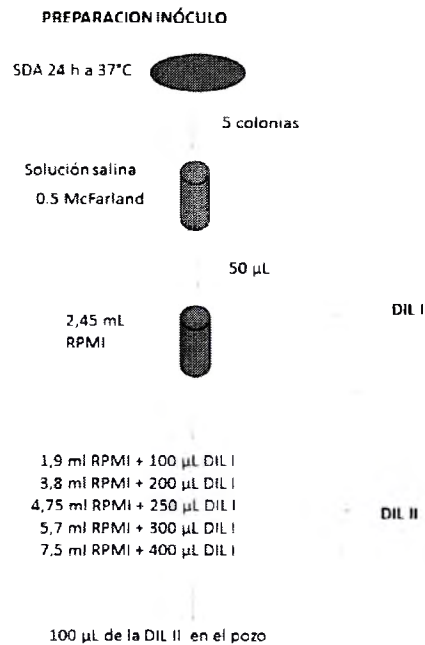 PREPARACION INÓCULO
SDA 24 h a 37°C
5 colonias
Solución salina
0.5 McFarland
50 µL
2,45 mL
RPMI
DIL I
1,9 ml RPMI + 100 µL DIL I
3,8 ml RPMI + 200 µL DIL I
4,75 ml RPMI + 250 µL DIL I
5,7 ml RPMI + 300 µL DIL I
7,5 ml RPMI + 400 µL DIL I
DIL II
100 µL de la DIL II en el pozo